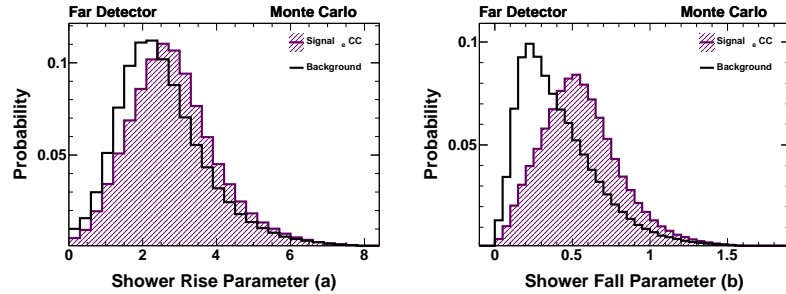 Far Detector Monte Carlo
Signal e CC
Background
0.1
0.05
Probability
0 2 4 6 8
Shower Rise Parameter (a)
Far Detector Monte Carlo
Signal e CC
Background
0.1
0.05
Probability
0 0.5 1 1.5
Shower Fall Parameter (b)